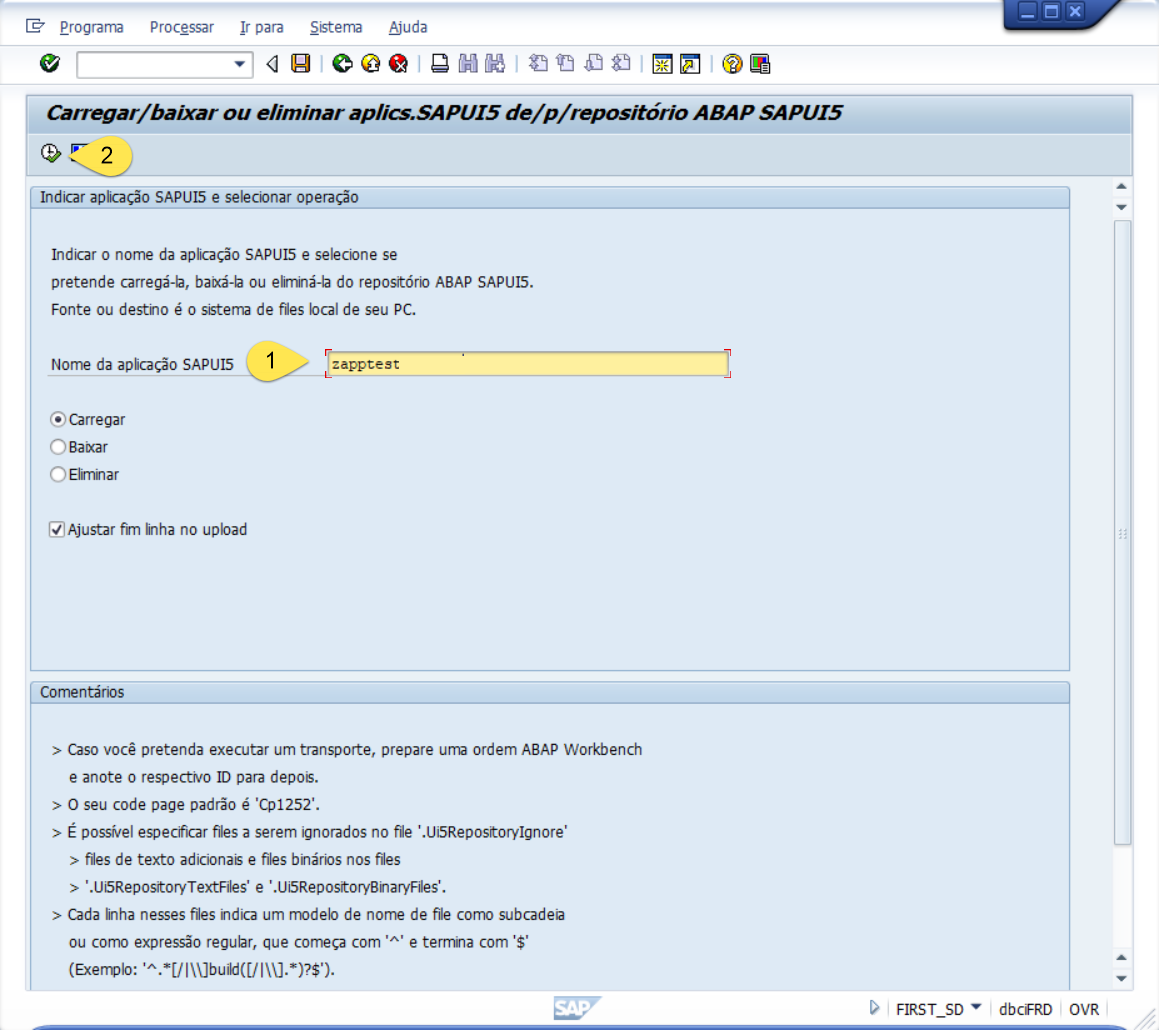 Programa Processar Ir para Sistema Ajuda
Carregar/baixar ou eliminar aplics.SAPUI5 de/p/repositório ABAP SAPUI5
2
Indicar aplicação SAPUI5 e selecionar operação
Indicar o nome da aplicação SAPUI5 e selecione se
pretende carregá-la, baixá-la ou eliminá-la do repositório ABAP SAPUI5.
Fonte ou destino é o sistema de files local de seu PC.
Nome da aplicação SAPUI5 1 zapptest
Carregar
Baixar
Eliminar
Ajustar fim linha no upload
Comentários
> Caso você pretenda executar um transporte, prepare uma ordem ABAP Workbench
e anote o respectivo ID para depois.
> O seu code page padrão é 'Cp1252'.
> É possível especificar files a serem ignorados no file '.Ui5RepositoryIgnore'
> files de texto adicionais e files binários nos files
> '.Ui5RepositoryTextFiles' e '.Ui5RepositoryBinaryFiles'.
> Cada linha nesses files indica um modelo de nome de file como subcadeia
ou como expressão regular, que começa com '^' e termina com '$'
(Exemplo: '^.*[/|\\]build([/|\\].*)?$').
SAP FIRST_SD dbciFRD OVR